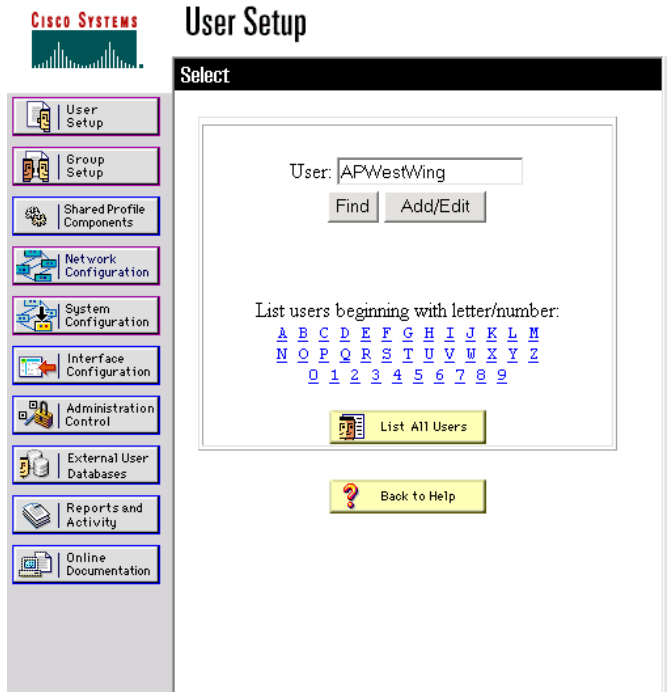 CISCO SYSTEMS
User Setup
Select
User
Setup
Group
Setup
Shared Profile
Components
Network
Configuration
System
Configuration
Interface
Configuration
Administration
Control
External User
Databases
Reports and
Activity
Online
Documentation
User: APWestWing
Find Add/Edit
List users beginning with letter/number:
A B C D E F G H I J K L M
N O P Q R S T U V W X Y Z
0 1 2 3 4 5 6 7 8 9
List All Users
Back to Help